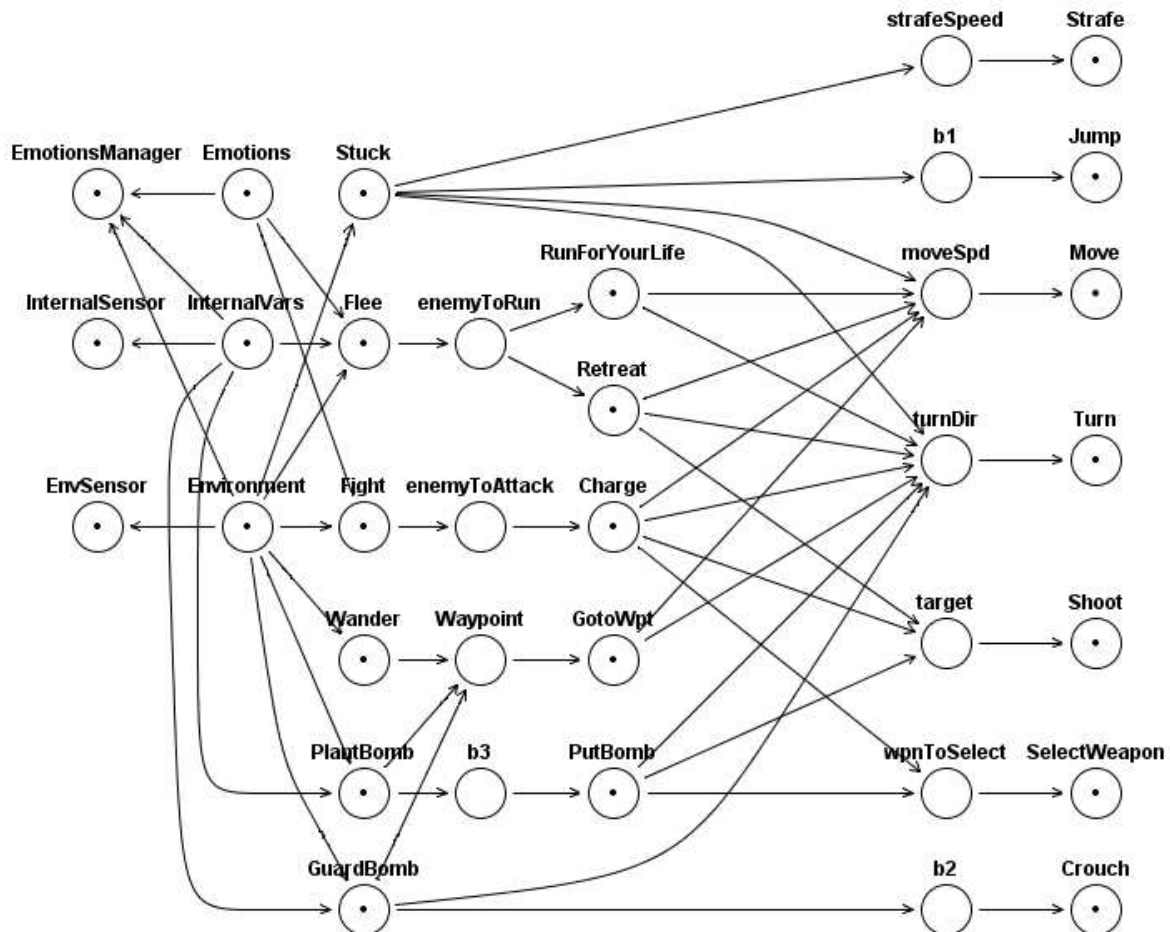 strafeSpeed Strafe
EmotionsManager Emotions Stuck b1 Jump
RunForYourLife moveSpd Move
InternalSensor InternalVars Flee enemyToRun
Retreat
turnDir Turn
EnvSensor Environment Fight enemyToAttack Charge
Wander Waypoint GotoWpt target Shoot
PlantBomb b3 PutBomb wpnToSelect SelectWeapon
GuardBomb b2 Crouch